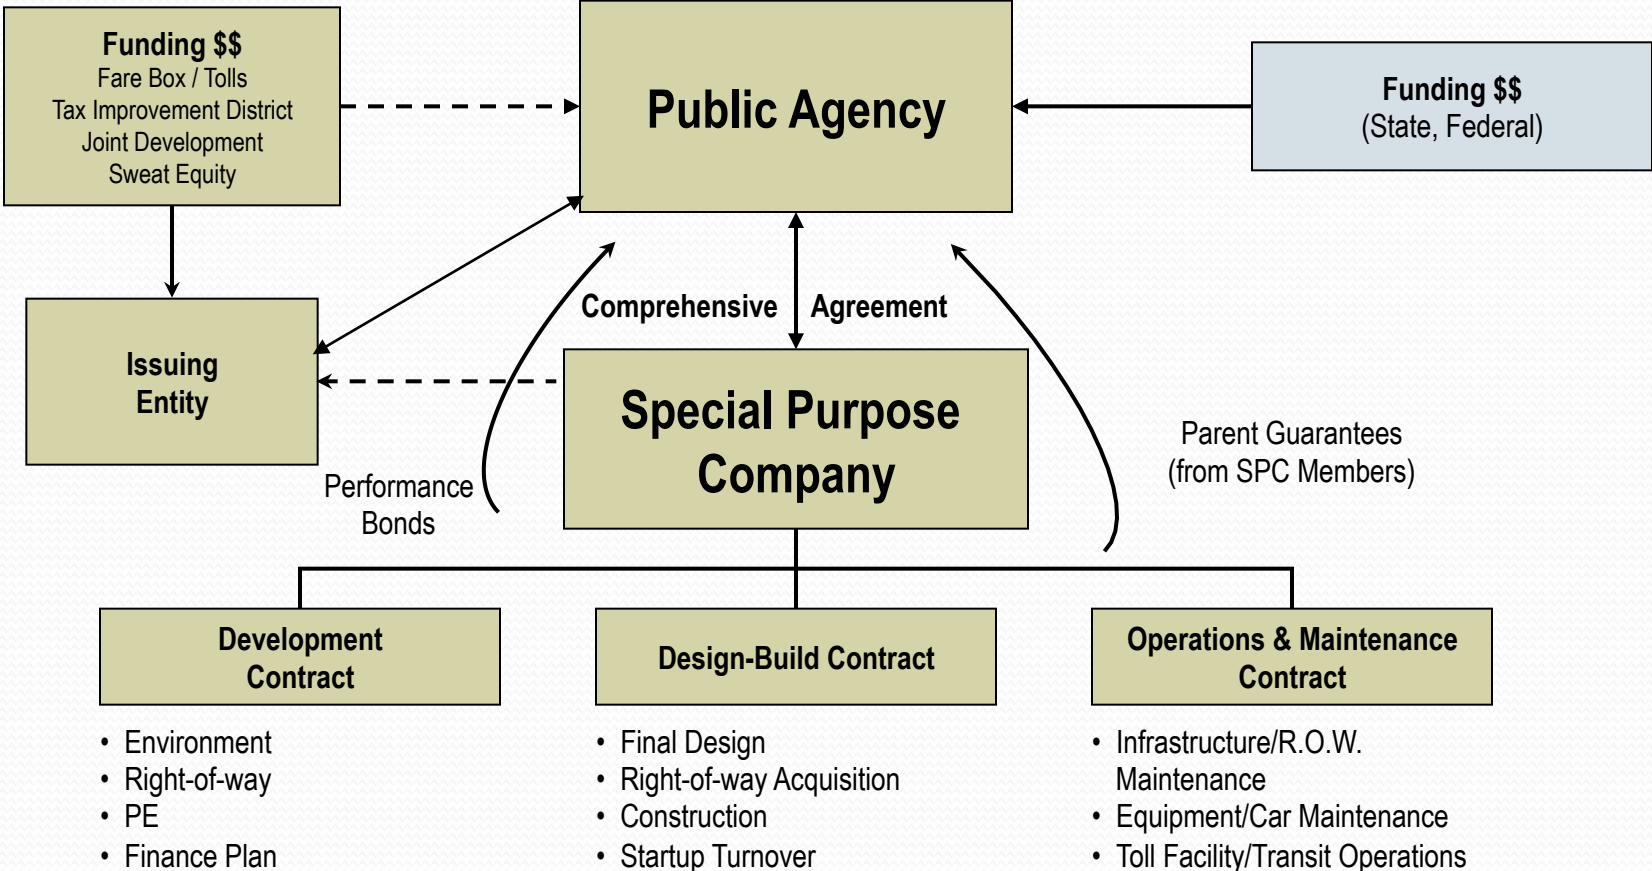 Funding $$
Fare Box / Tolls
Tax Improvement District
Joint Development
Sweat Equity
Public Agency
Funding $$
(State, Federal)
Comprehensive Agreement
Issuing
Entity
Special Purpose
Company
Performance
Bonds
Parent Guarantees
(from SPC Members)
Development
Contract
• Environment
• Right-of-way
• PE
• Finance Plan
Design-Build Contract
• Final Design
• Right-of-way Acquisition
• Construction
• Startup Turnover
Operations & Maintenance
Contract
• Infrastructure/R.O.W.
Maintenance
• Equipment/Car Maintenance
• Toll Facility/Transit Operations